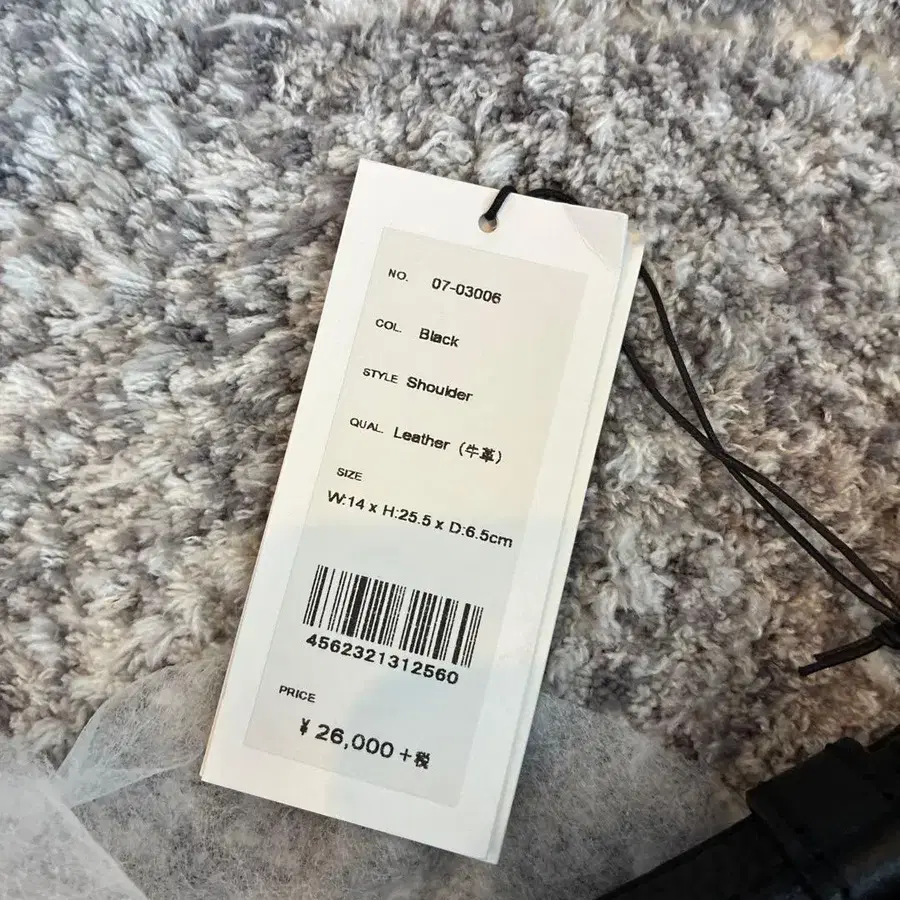 NO. 07-03006
COL. Black
STYLE Shoulder
QUAL. Leather (牛革)
SIZE
W:14 x H:25.5 x D:6.5cm
4562321312560
PRICE
¥ 26,000+税